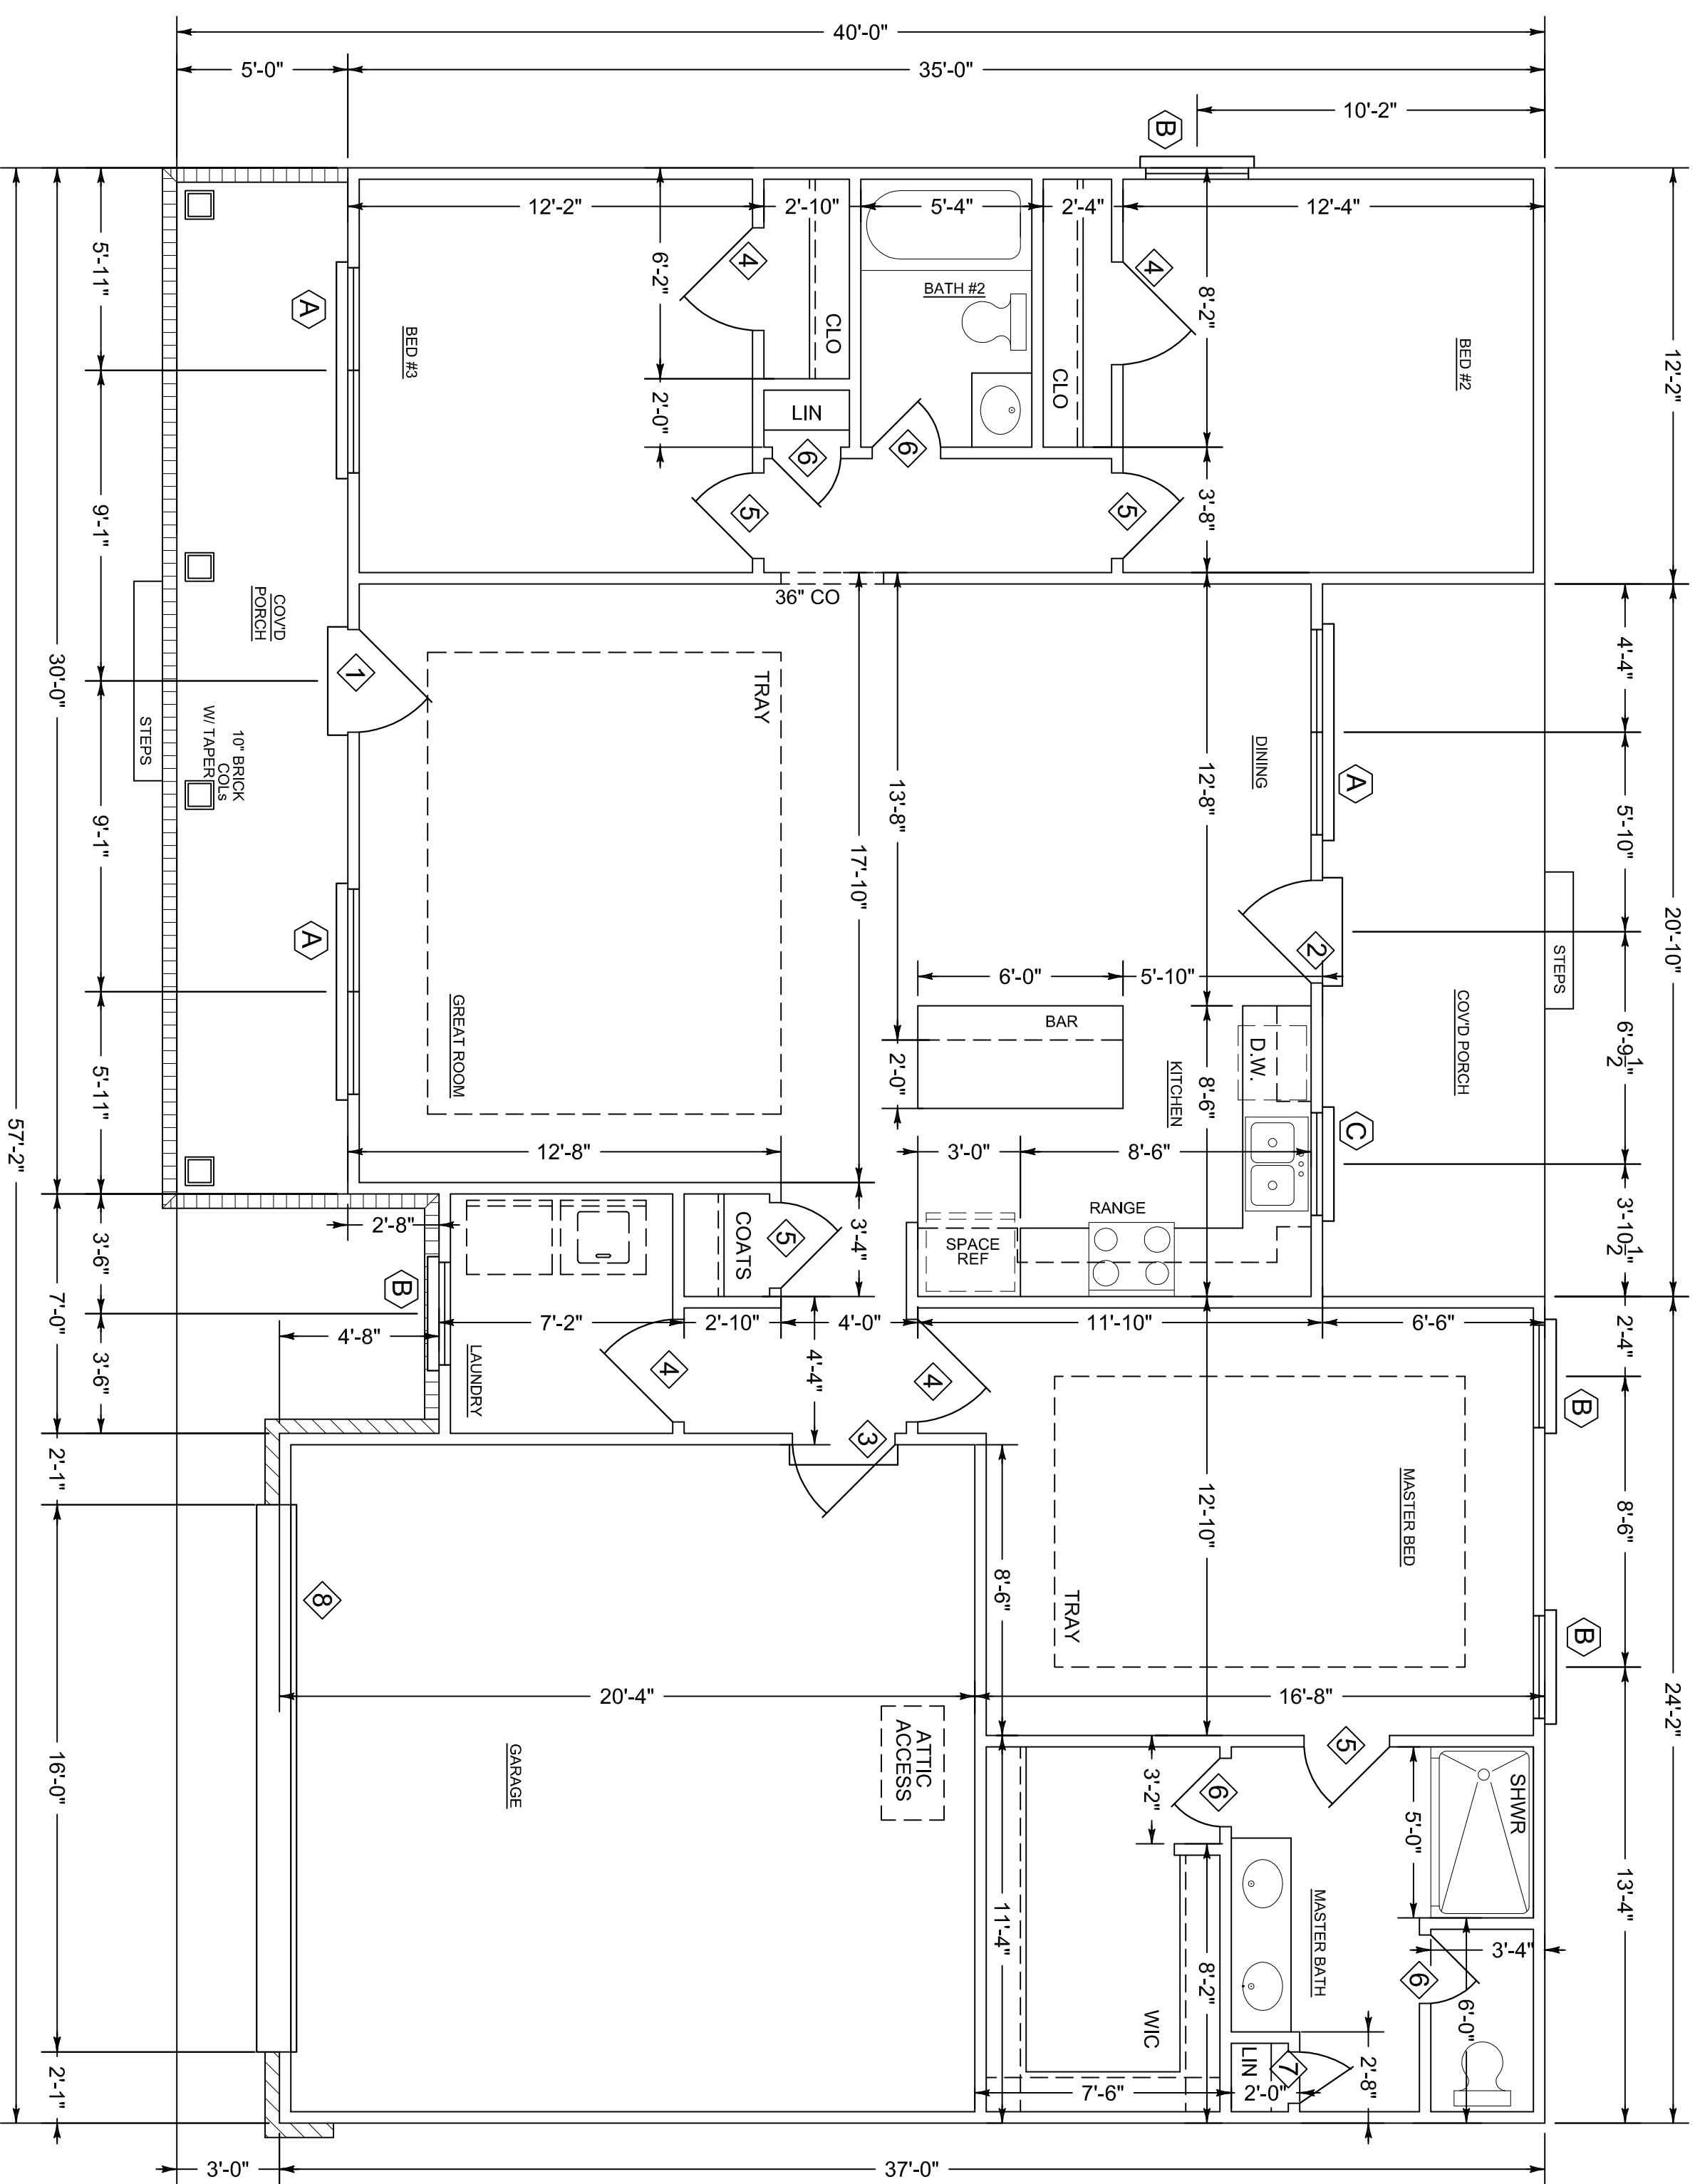 40'-0"
5'-0"
35'-0"
10'-2"
B
12'-2"
2'-10"
5'-4"
2'-4"
12'-4"
12'-2"
5'-11"
6'-2"
4
4
8'-2"
BATH #2
A
CLO
BED #3
BED #2
CLO
2'-0"
LIN
6
6
9'-1"
5
5
3'-8"
36" CO
COV'D
PORCH
4'-4"
30'-0"
1
TRAY
STEPS
10" BRICK
COLs
W/ TAPER
DINING
12'-8"
A
13'-8"
5'-10"
9'-1"
17'-10"
20'-10"
A
2
STEPS
6'-0"
5'-10"
BAR
GREAT ROOM
COV'D PORCH
D.W.
6'-9 1/2"
KITCHEN
2'-0"
8'-6"
5'-11"
C
57'-2"
12'-8"
3'-0"
8'-6"
RANGE
2'-8"
COATS
5
3'-4"
SPACE
REF
3'-6"
3'-10 1/2"
B
7'-0"
4'-8"
7'-2"
2'-10"
4'-0"
11'-10"
6'-6"
2'-4"
3'-6"
LAUNDRY
4
4'-4"
4
B
3
2'-1"
12'-10"
MASTER BED
8'-6"
8'-6"
8
TRAY
B
20'-4"
16'-8"
24'-2"
ATTIC
ACCESS
GARAGE
5
3'-2"
6
SHWR
5'-0"
16'-0"
13'-4"
11'-4"
MASTER BATH
3'-4"
8'-2"
6
6'-0"
WIC
LIN
7
2'-8"
7'-6"
2'-0"
2'-1"
3'-0"
37'-0"